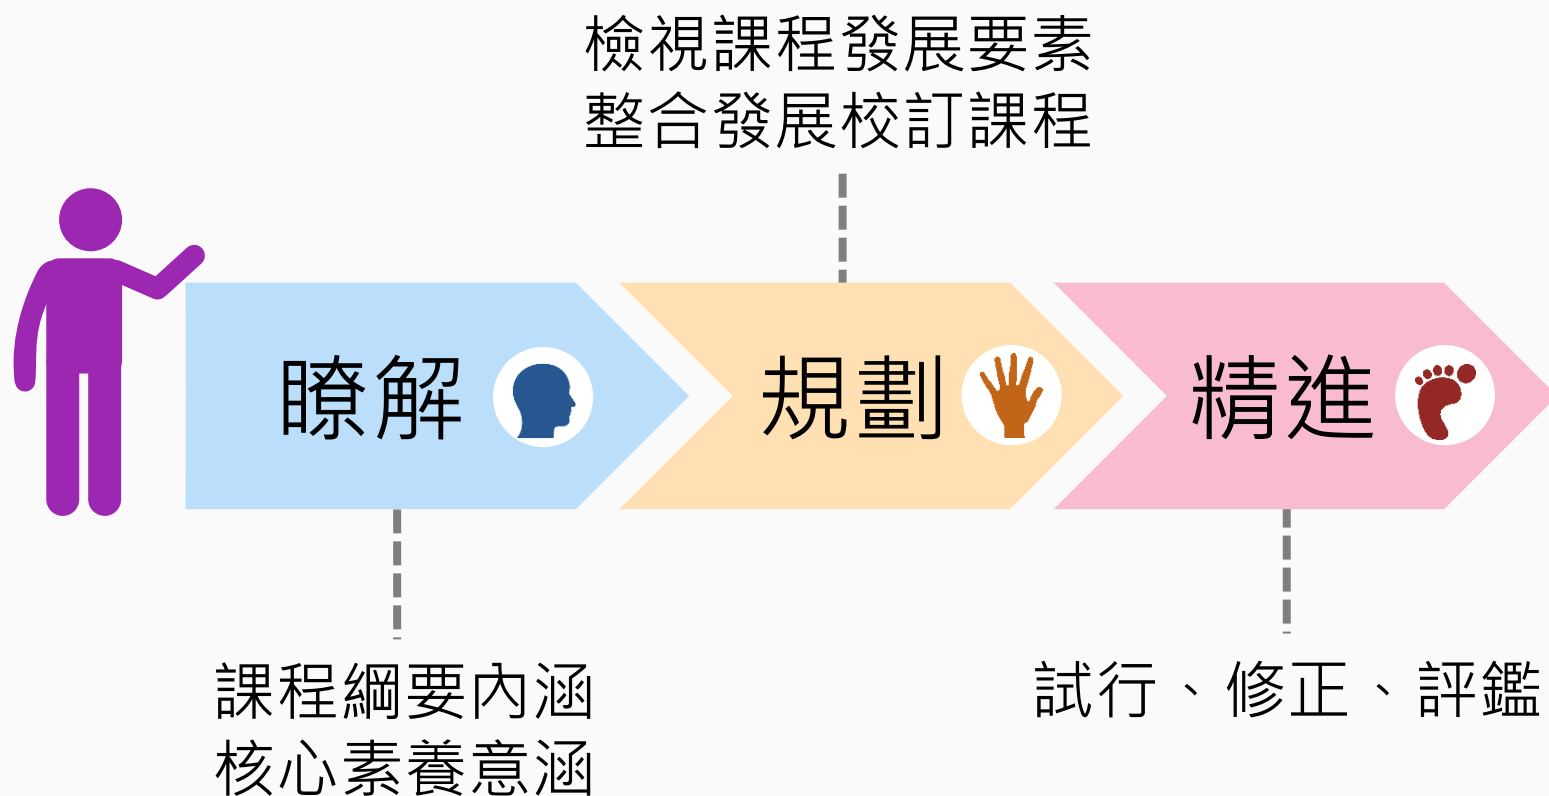 檢視課程發展要素
整合發展校訂課程
瞭解
規劃
精進
課程綱要內涵
核心素養意涵
試行、修正、評鑑